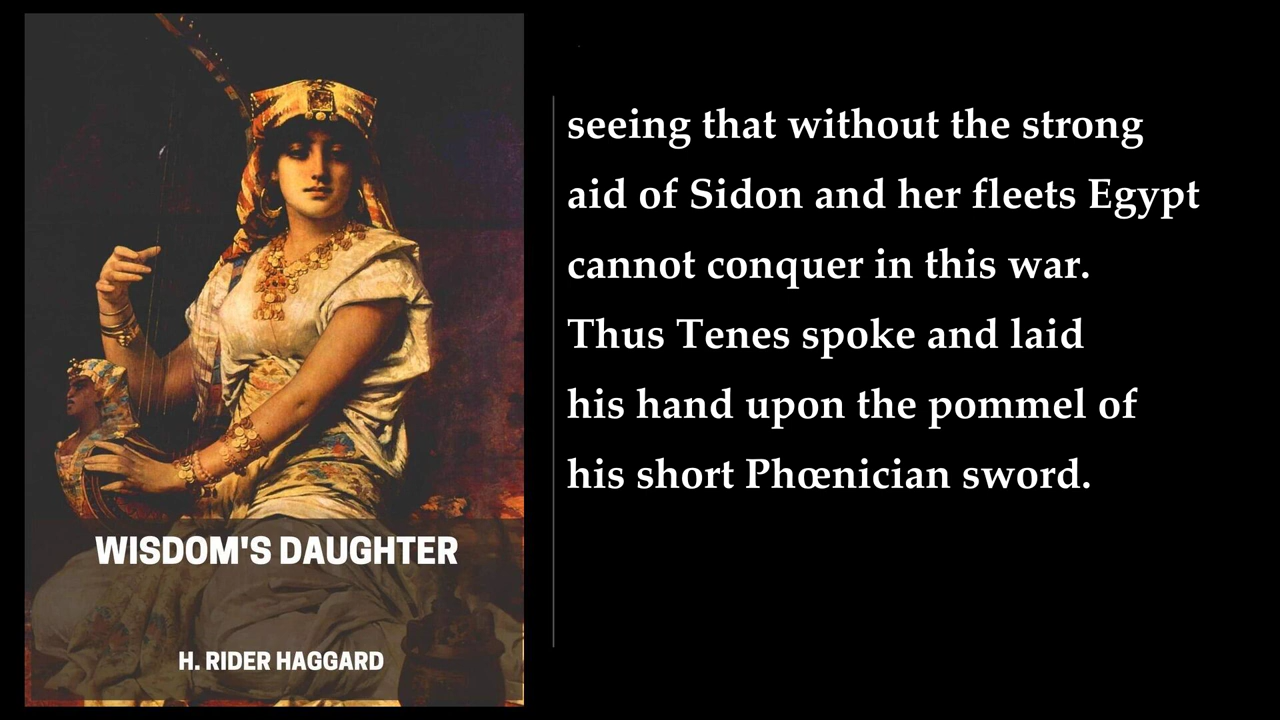 WISDOM'S DAUGHTER
H. RIDER HAGGARD
seeing that without the strong
aid of Sidon and her fleets Egypt
cannot conquer in this war.
Thus Tenes spoke and laid
his hand upon the pommel of
his short Phœnician sword.